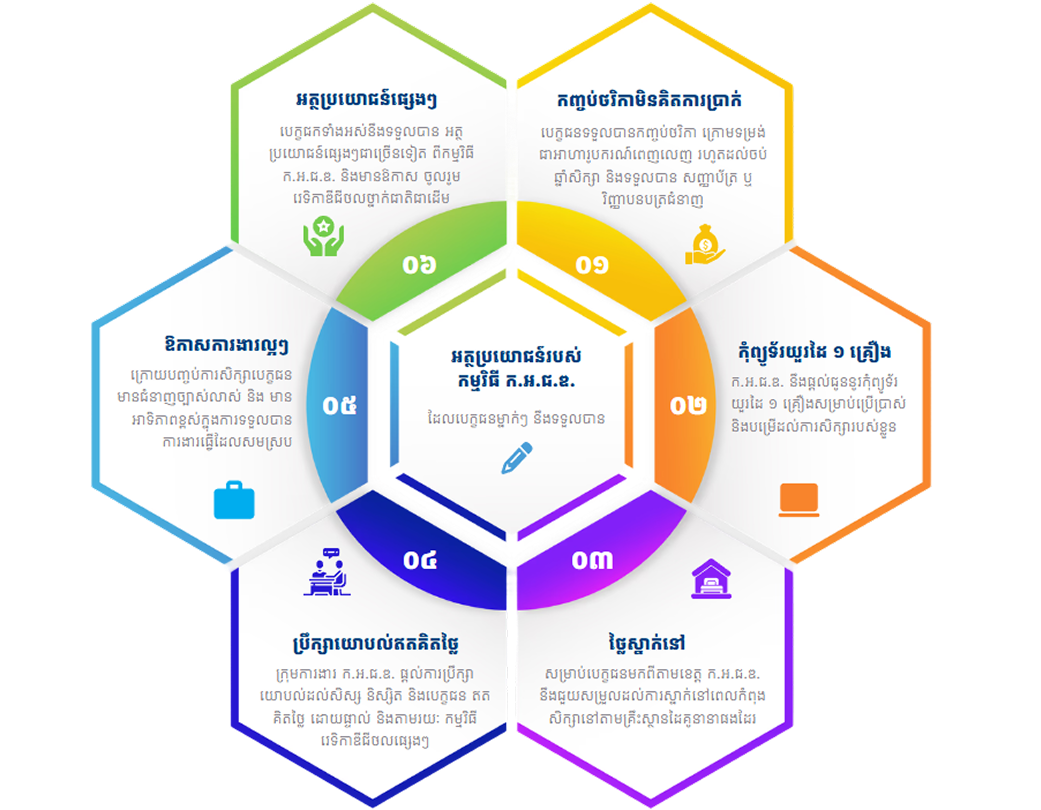 អត្ថប្រយោជន៍របស់
កម្មវិធី ក.អ.ជ.ឌ.
ដែលបេក្ខជនម្នាក់ៗ នឹងទទួលបាន
០១
កញ្ចប់ថវិកាមិនគិតការប្រាក់
បេក្ខជនទទួលបានកញ្ចប់ថវិកា ក្រោមទម្រង់
ជាអាហារូបករណ៍ពេញលេញ រហូតដល់ចប់
ឆ្នាំសិក្សា និងទទួលបាន សញ្ញាប័ត្រ ឬ
វិញ្ញាបនបត្រជំនាញ
០២
កុំព្យូទ័រយួរដៃ ១ គ្រឿង
ក.អ.ជ.ឌ. នឹងផ្តល់ជូននូវកុំព្យូទ័រ
យួរដៃ ១ គ្រឿងសម្រាប់ប្រើប្រាស់
និងបម្រើដល់ការសិក្សារបស់ខ្លួន
០៣
ថ្លៃស្នាក់នៅ
សម្រាប់បេក្ខជនមកពីតាមខេត្ត ក.អ.ជ.ឌ.
នឹងជួយសម្រួលដល់ការស្នាក់នៅពេលកំពុង
សិក្សានៅតាមគ្រឹះស្ថានដៃគូនានាផងដែរ
០៤
ប្រឹក្សាយោបល់ឥតគិតថ្លៃ
ក្រុមការងារ ក.អ.ជ.ឌ. ផ្តល់ការប្រឹក្សា
យោបល់ដល់សិស្ស និស្សិត និងបេក្ខជន ឥត
គិតថ្លៃ ដោយផ្ទាល់ និងតាមរយៈ កម្មវិធី
វេទិកាឌីជីថលផ្សេងៗ
០៥
ឱកាសការងារល្អៗ
ក្រោយបញ្ចប់ការសិក្សាបេក្ខជន
មានជំនាញច្បាស់លាស់ និង មាន
អាទិភាពខ្ពស់ក្នុងការទទួលបាន
ការងារធ្វើដែលសមស្រប
០៦
អត្ថប្រយោជន៍ផ្សេងៗ
បេក្ខជកទាំងអស់នឹងទទួលបាន អត្ថ
ប្រយោជន៍ផ្សេងៗជាច្រើនទៀត ពីកម្មវិធី
ក.អ.ជ.ឌ. និងមានឱកាស ចូលរួម
វេទិកាឌីជីថលថ្នាក់ជាតិជាដើម